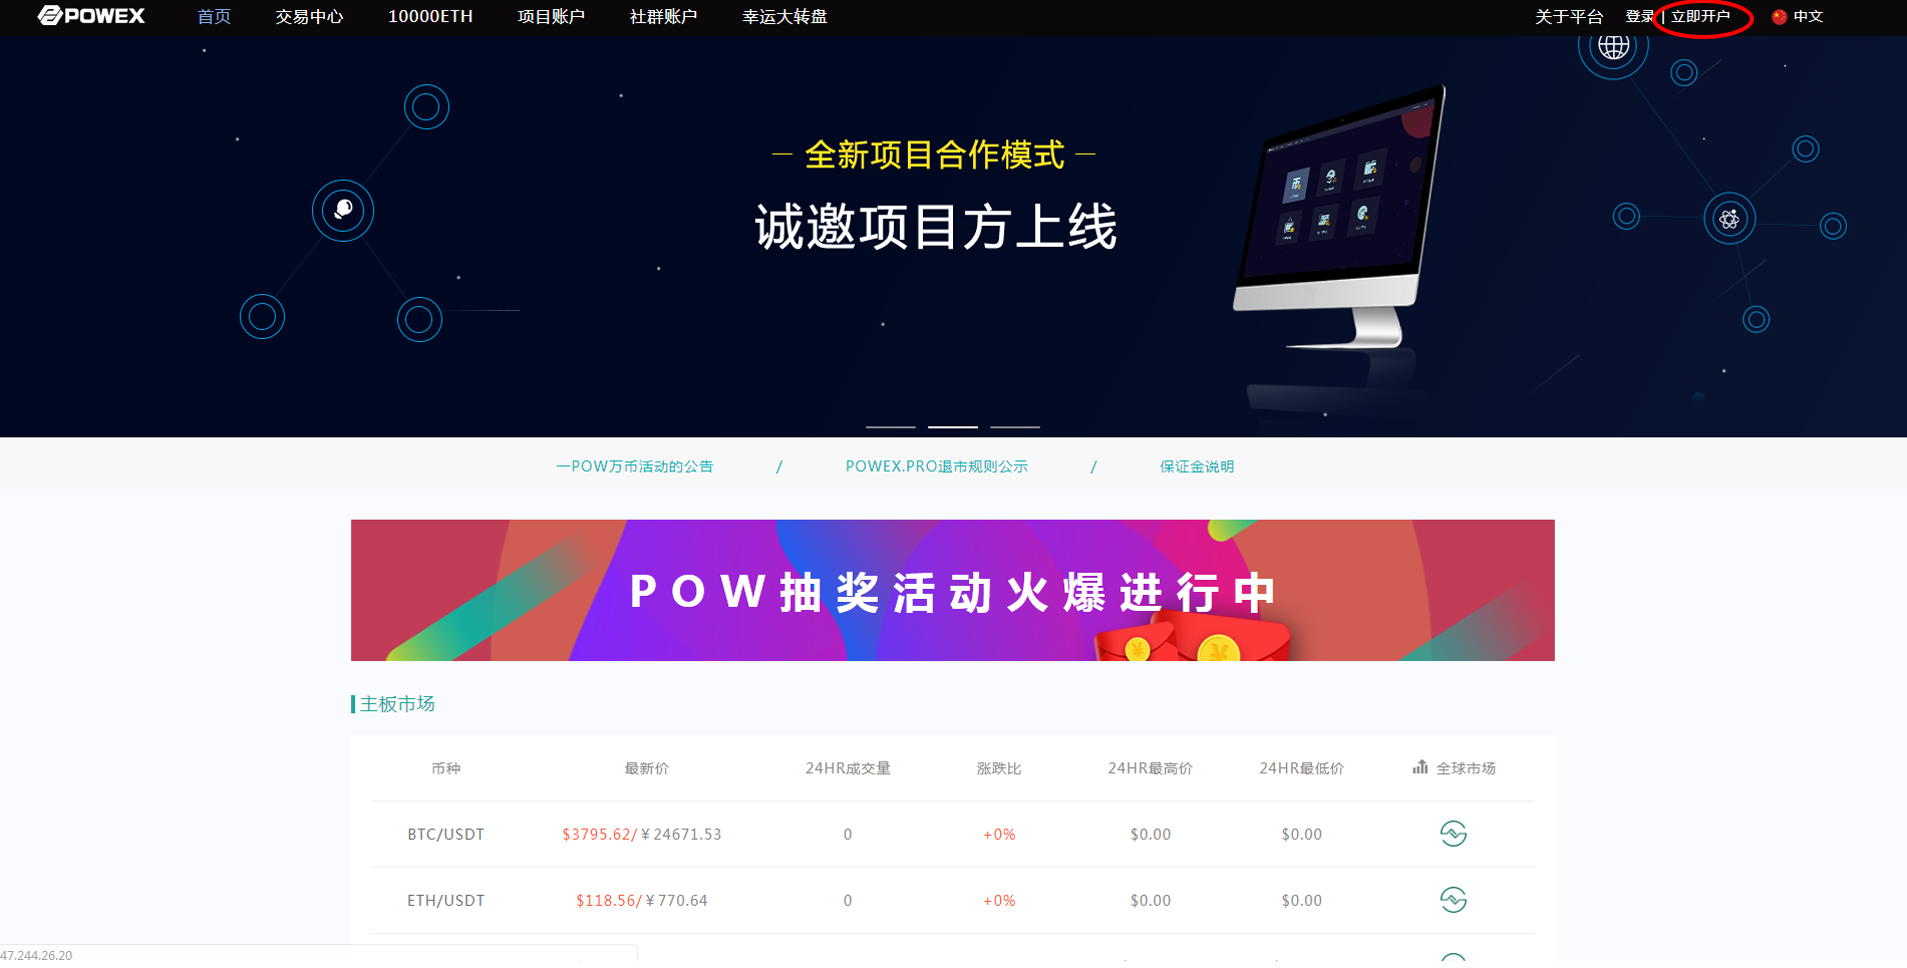 POWEX 首页 交易中心 10000ETH 项目账户 社群账户 幸运大转盘 关于平台 登录 | 立即开户 中文
— 全新项目合作模式 —
诚邀项目方上线
一POW万币活动的公告 / POWEX.PRO退市规则公示 / 保证金说明
POW抽奖活动火爆进行中
主板市场
币种 最新价 24HR成交量 涨跌比 24HR最高价 24HR最低价 全球市场
BTC/USDT $3795.62/￥24671.53 0 +0% $0.00 $0.00
ETH/USDT $118.56/￥770.64 0 +0% $0.00 $0.00
47.244.26.20